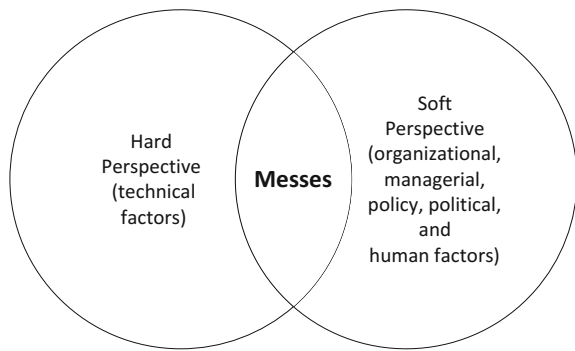 Hard
Perspective
(technical
factors)
Messes
Soft
Perspective
(organizational,
managerial,
policy, political,
and
human factors)